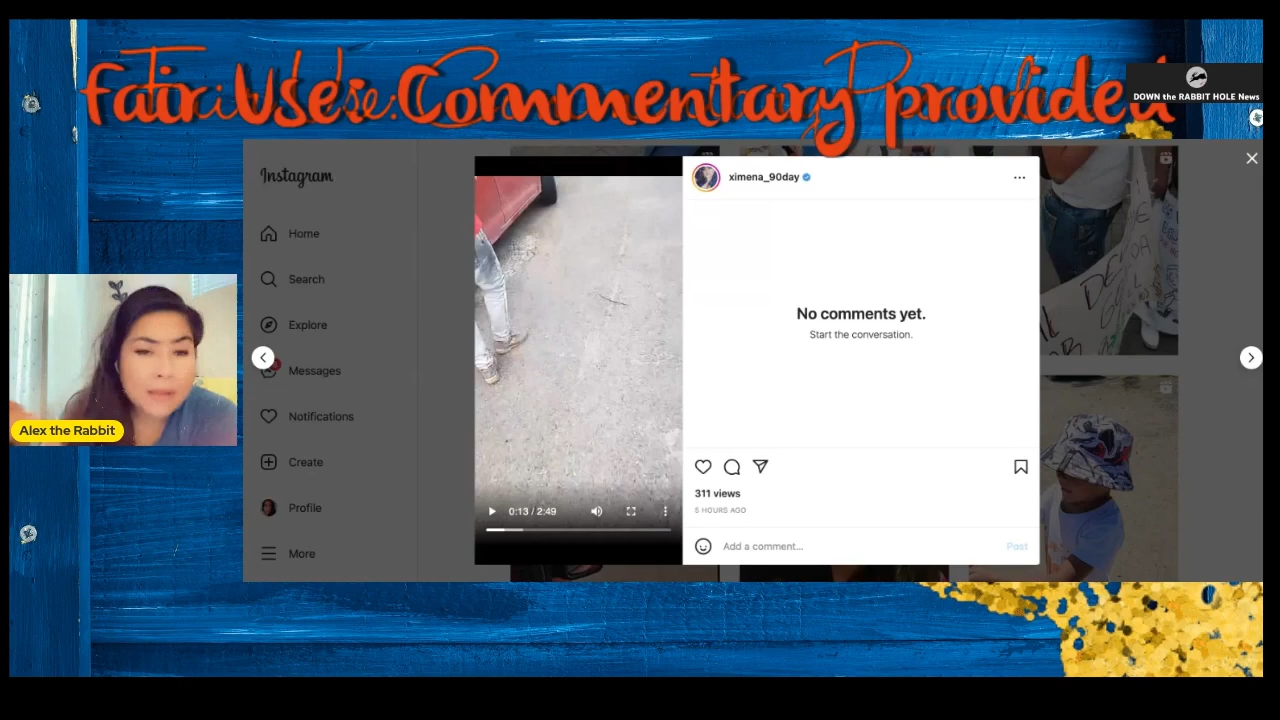 Fair Use: Commentary provided
DOWN the RABBIT HOLE News
Instagram
Home
Search
Explore
Messages
Notifications
Create
Profile
More
Alex the Rabbit
0:13 / 2:49
ximena_90day
No comments yet.
Start the conversation.
311 views
5 HOURS AGO
Add a comment...
Post